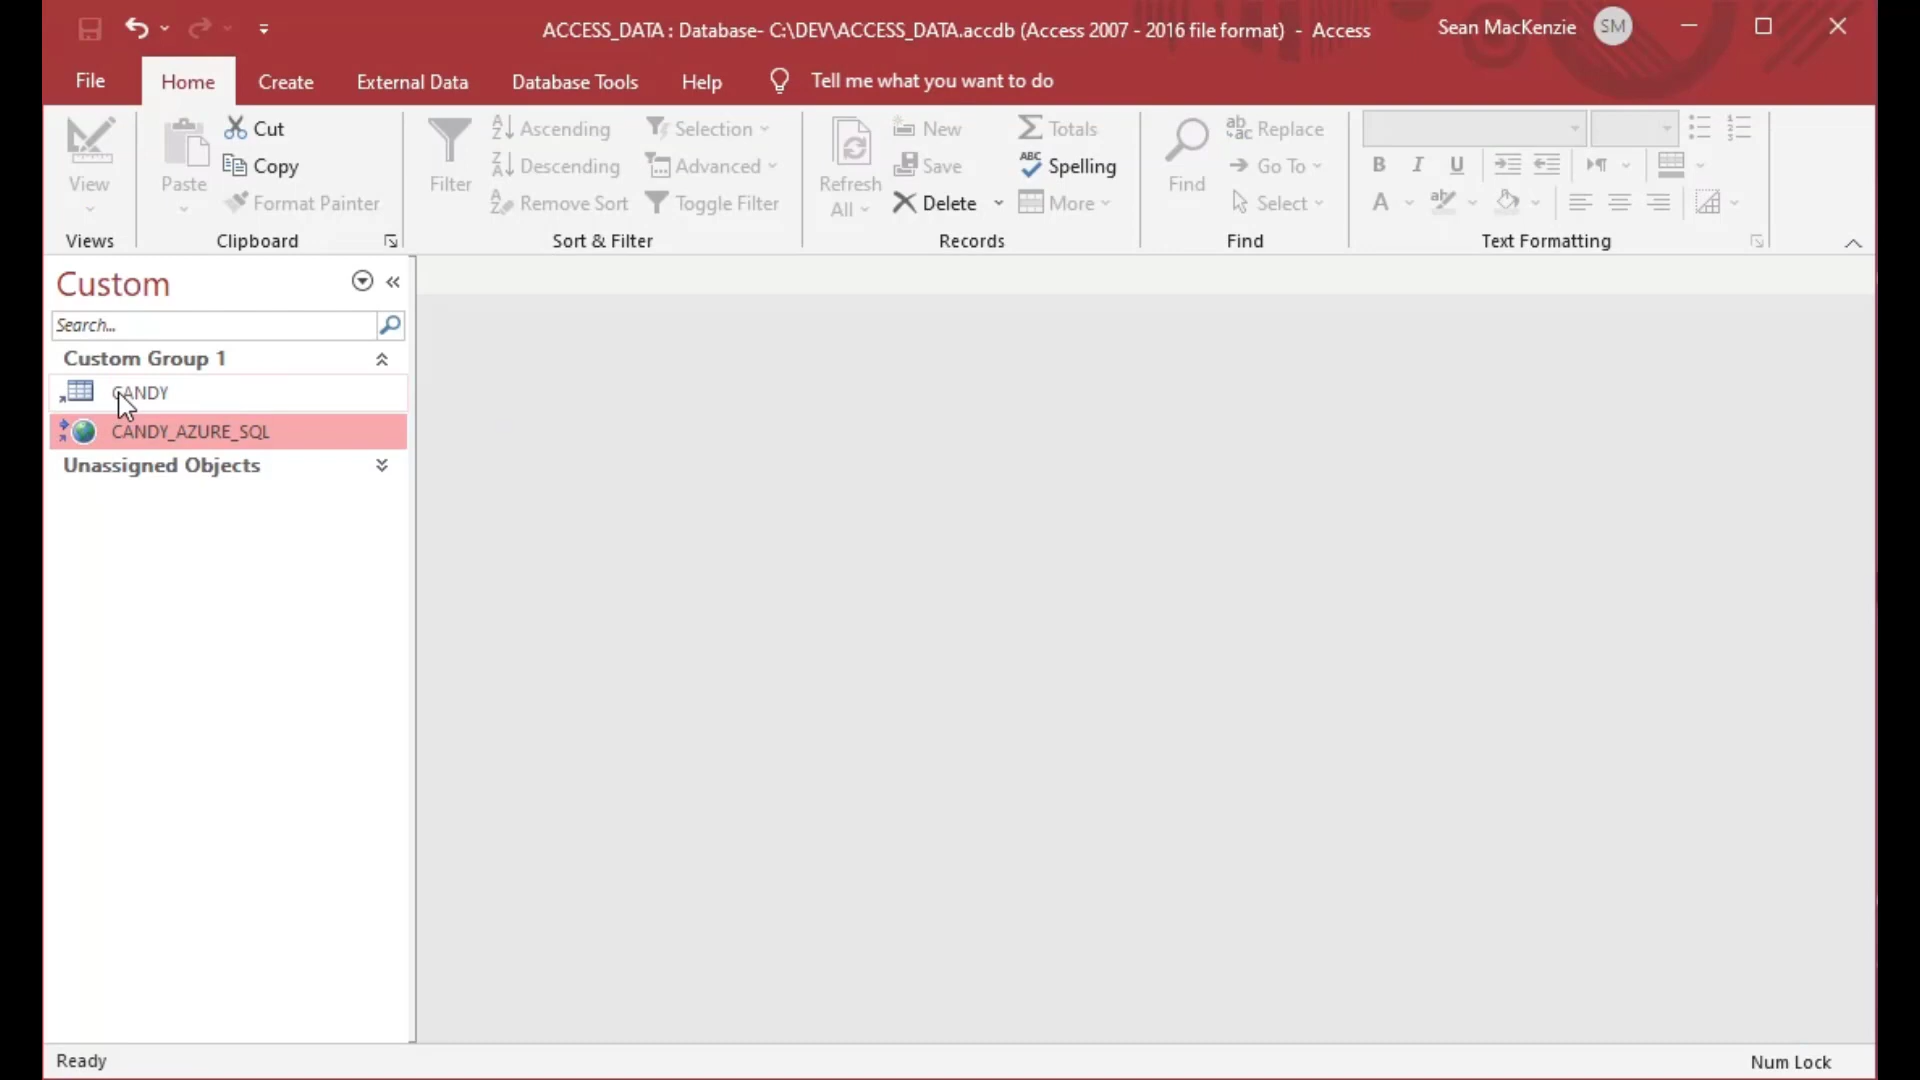 ACCESS_DATA : Database- C:\DEV\ACCESS_DATA.accdb (Access 2007 - 2016 file format) - Access
Sean MacKenzie SM
File Home Create External Data Database Tools Help Tell me what you want to do
View
Views
Paste
Cut
Copy
Format Painter
Clipboard
Filter
Ascending
Descending
Remove Sort
Selection
Advanced
Toggle Filter
Sort & Filter
Refresh
All
New
Save
Delete
Totals
Spelling
More
Records
Find
Replace
Go To
Select
Find
B I U
A
Text Formatting
Custom
Search...
Custom Group 1
CANDY
CANDY_AZURE_SQL
Unassigned Objects
Ready
Num Lock